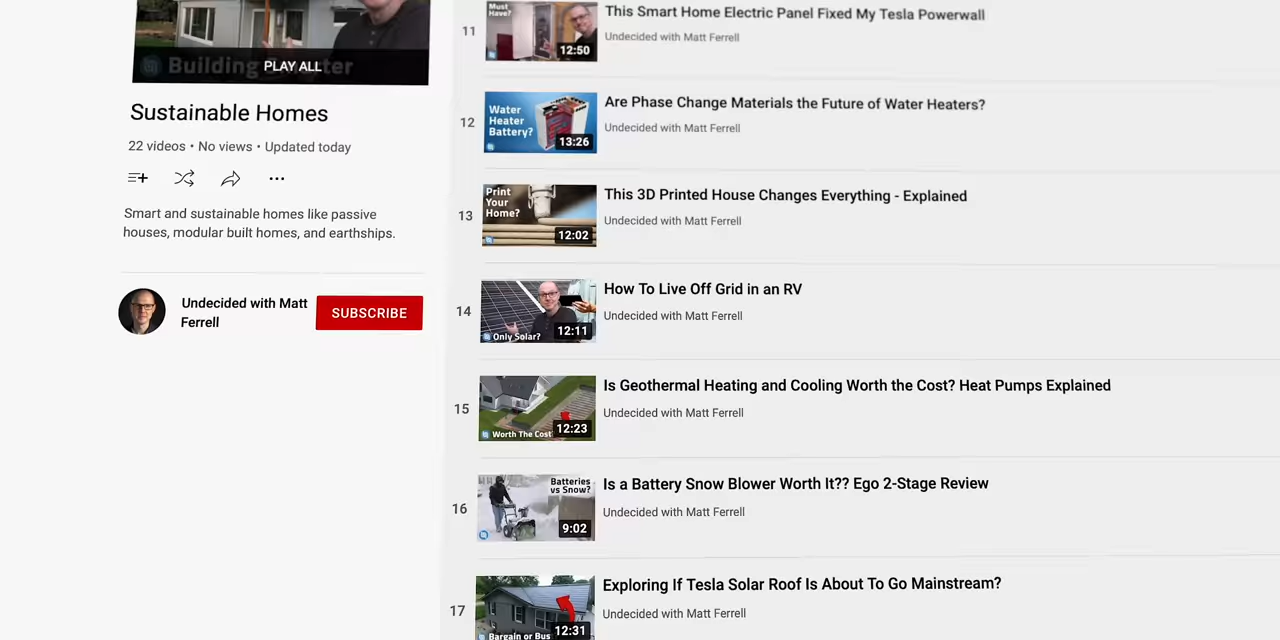 Building Smarter
PLAY ALL
Sustainable Homes
22 videos • No views • Updated today
Smart and sustainable homes like passive
houses, modular built homes, and earthships.
Undecided with Matt
Ferrell
SUBSCRIBE
11
Must
Have?
12:50
This Smart Home Electric Panel Fixed My Tesla Powerwall
Undecided with Matt Ferrell
12
Water
Heater
Battery?
13:26
Are Phase Change Materials the Future of Water Heaters?
Undecided with Matt Ferrell
13
Print
Your
Home?
12:02
This 3D Printed House Changes Everything - Explained
Undecided with Matt Ferrell
14
Only Solar?
12:11
How To Live Off Grid in an RV
Undecided with Matt Ferrell
15
Worth The Cost
12:23
Is Geothermal Heating and Cooling Worth the Cost? Heat Pumps Explained
Undecided with Matt Ferrell
16
Batteries
vs Snow?
9:02
Is a Battery Snow Blower Worth It?? Ego 2-Stage Review
Undecided with Matt Ferrell
17
Bargain or Bus
12:31
Exploring If Tesla Solar Roof Is About To Go Mainstream?
Undecided with Matt Ferrell